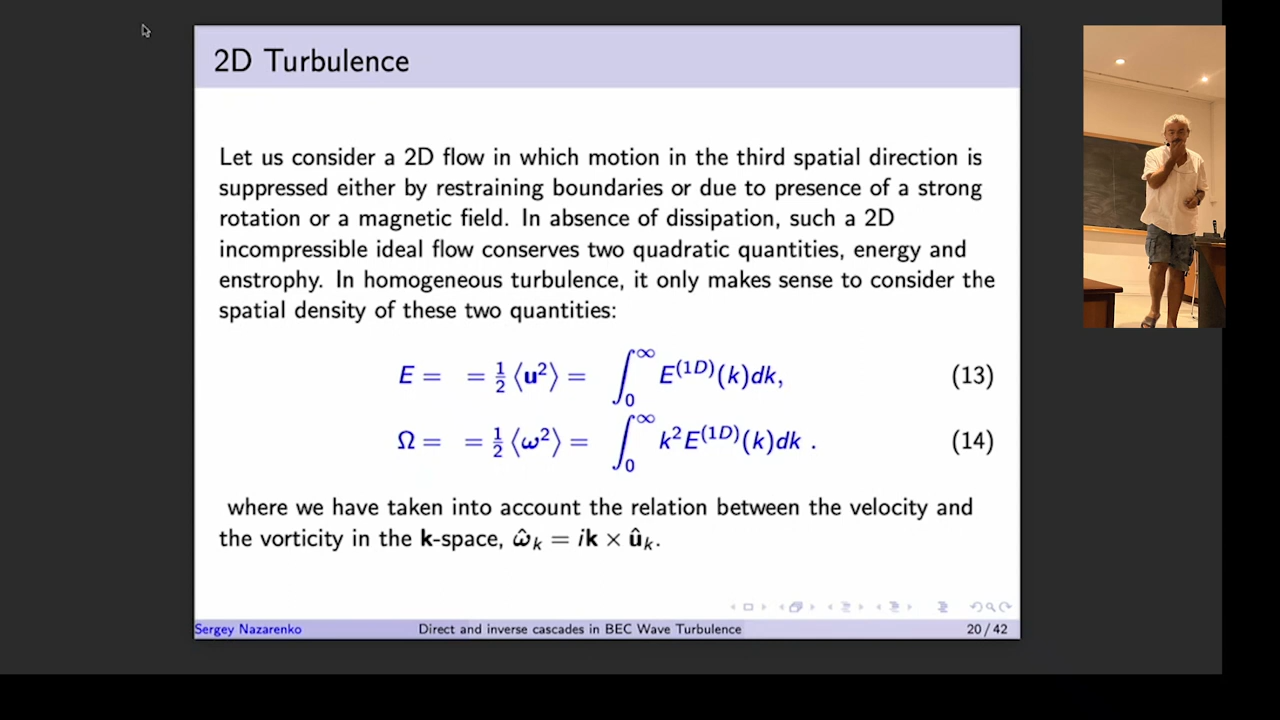 2D Turbulence
Let us consider a 2D flow in which motion in the third spatial direction is
suppressed either by restraining boundaries or due to presence of a strong
rotation or a magnetic field. In absence of dissipation, such a 2D
incompressible ideal flow conserves two quadratic quantities, energy and
enstrophy. In homogeneous turbulence, it only makes sense to consider the
spatial density of these two quantities:
E = = ½ ⟨u²⟩ = ∫₀^∞ E^(1D)(k)dk, (13)
Ω = = ½ ⟨ω²⟩ = ∫₀^∞ k²E^(1D)(k)dk . (14)
where we have taken into account the relation between the velocity and
the vorticity in the k-space, ω̂ₖ = ik × ûₖ.
Sergey Nazarenko Direct and inverse cascades in BEC Wave Turbulence 20 / 42